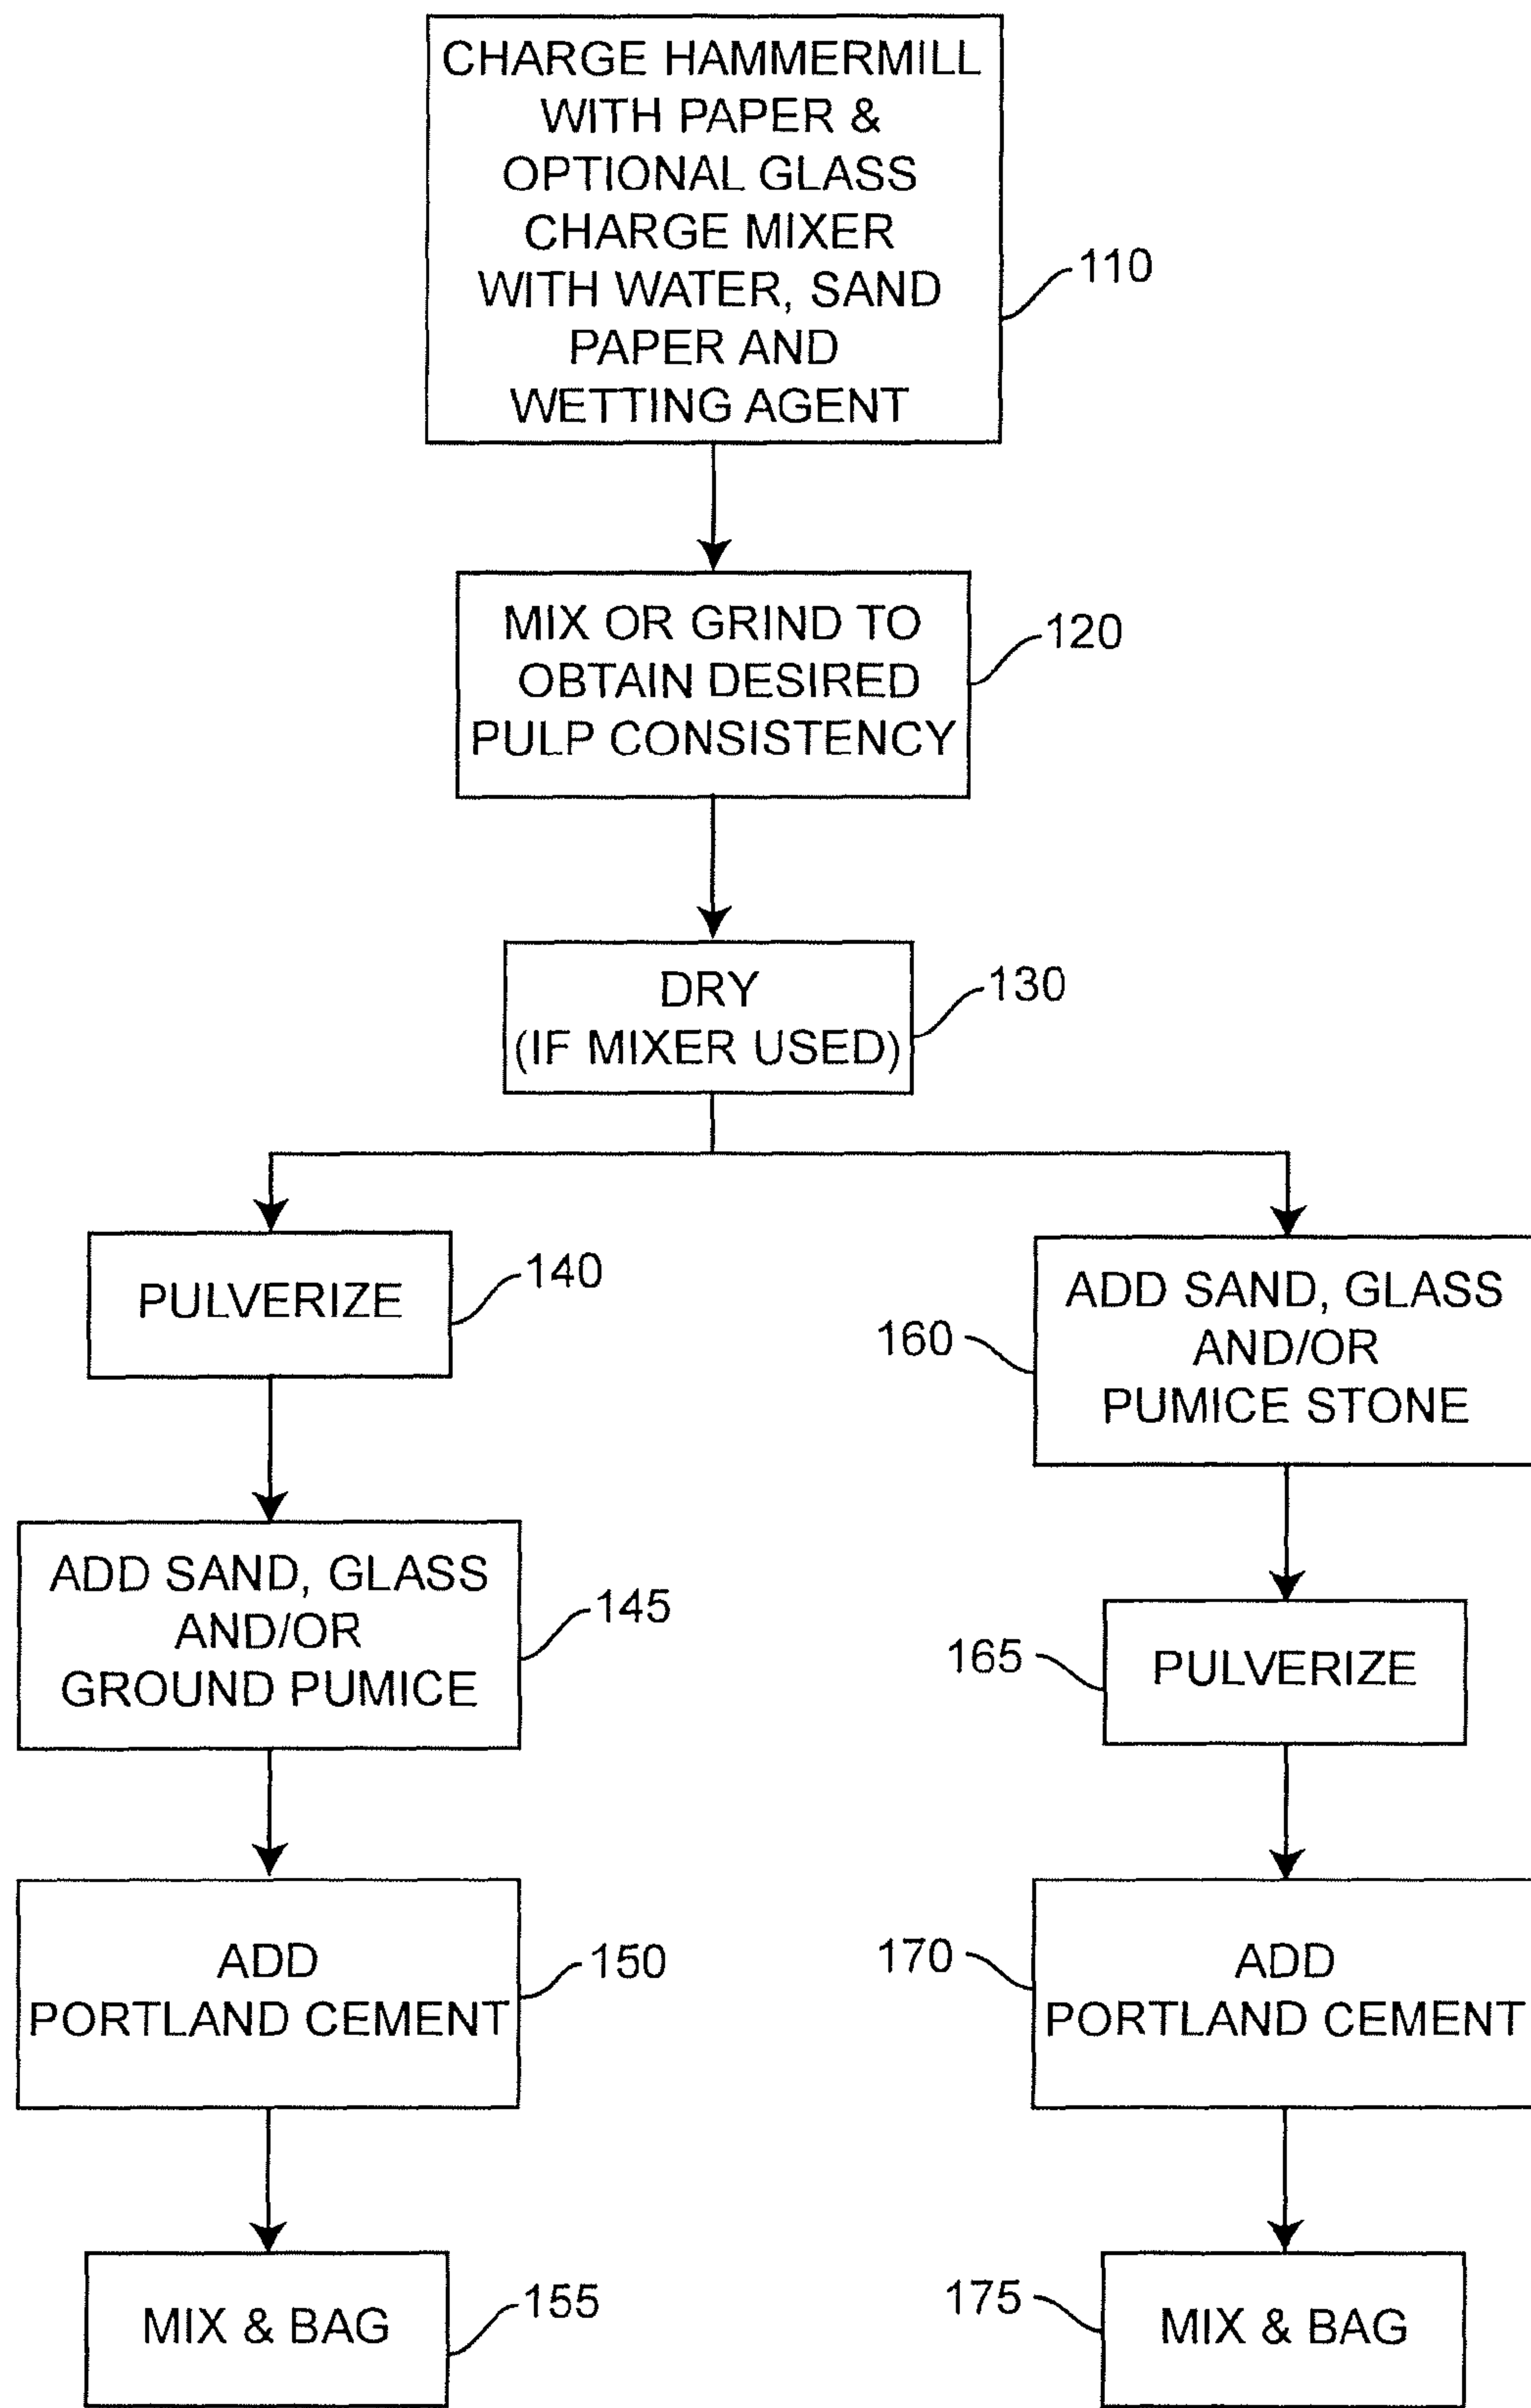 CHARGE HAMMERMILL
WITH PAPER &
OPTIONAL GLASS
CHARGE MIXER
WITH WATER, SAND
PAPER AND
WETTING AGENT
110
MIX OR GRIND TO
OBTAIN DESIRED
PULP CONSISTENCY
120
DRY
(IF MIXER USED)
130
PULVERIZE
140
ADD SAND, GLASS
AND/OR
GROUND PUMICE
145
ADD
PORTLAND CEMENT
150
MIX & BAG
155
ADD SAND, GLASS
AND/OR
PUMICE STONE
160
PULVERIZE
165
ADD
PORTLAND CEMENT
170
MIX & BAG
175